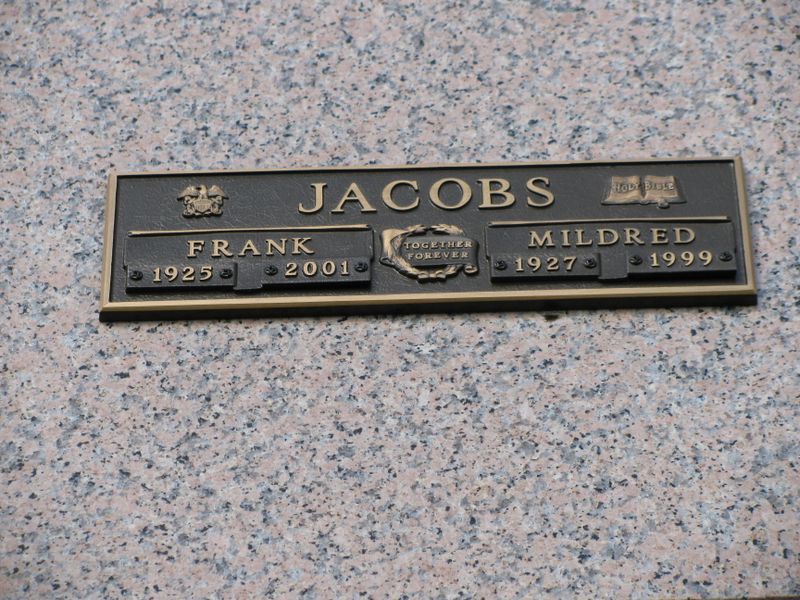 JACOBS
HOLY BIBLE
FRANK
1925 2001
TOGETHER
FOREVER
MILDRED
1927 1999